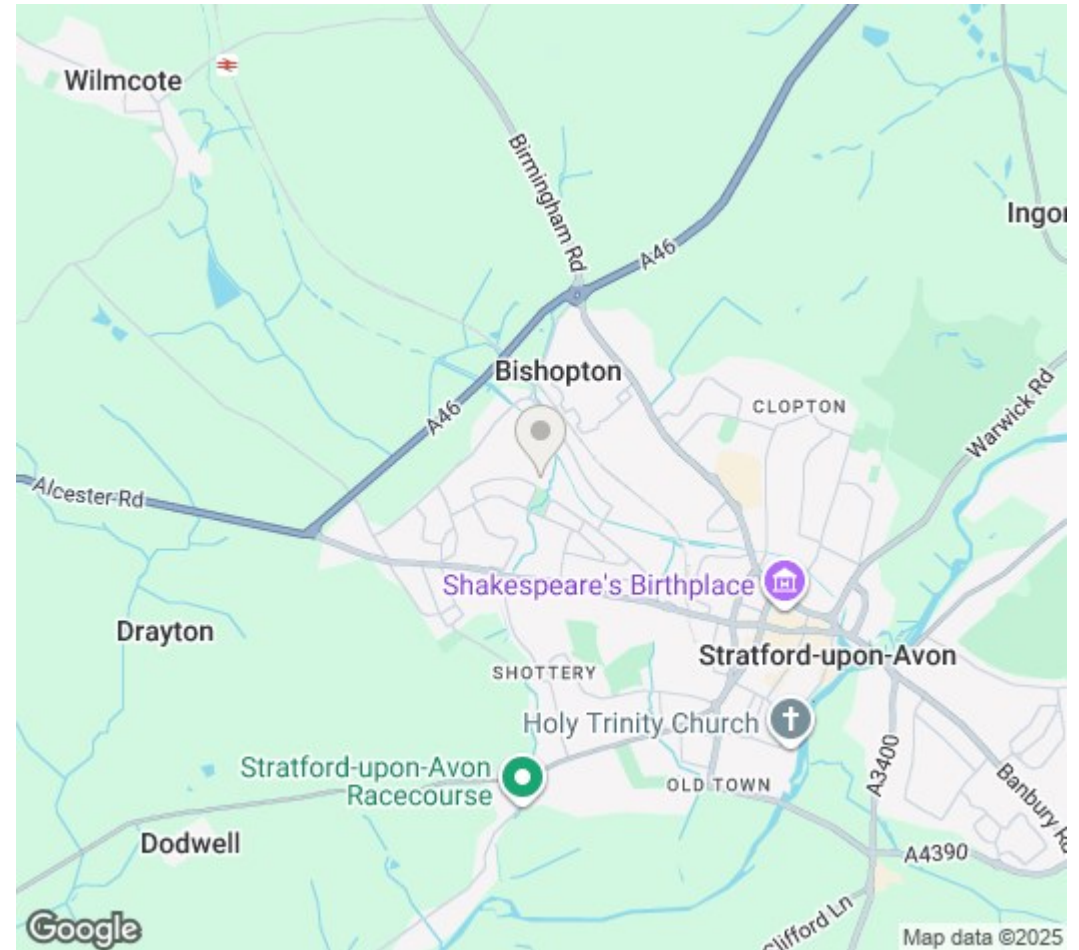 Wilmcote
Birmingham Rd
A46
Ingo
Bishopton
A46
CLOPTON
Warwick Rd
Alcester Rd
Shakespeare's Birthplace
Drayton
Stratford-upon-Avon
SHOTTERY
Holy Trinity Church
Stratford-upon-Avon
Racecourse
OLD TOWN
A3400
Banbury Rd
Dodwell
A4390
Clifford Ln
Google
Map data ©2025